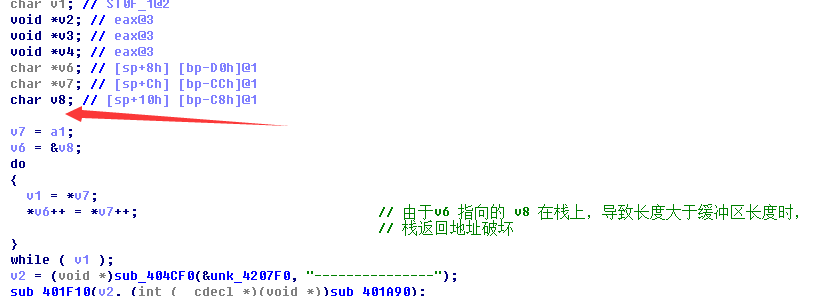 char v1; // ST0F_1@2
void *v2; // eax@3
void *v3; // eax@3
void *v4; // eax@3
char *v6; // [sp+8h] [bp-D0h]@1
char *v7; // [sp+Ch] [bp-CCh]@1
char v8; // [sp+10h] [bp-C8h]@1
v7 = a1;
v6 = &v8;
do
{
v1 = *v7;
*v6++ = *v7++; // 由于v6 指向的 v8 在栈上，导致长度大于缓冲区长度时，
// 栈返回地址破坏
}
while ( v1 );
v2 = (void *)sub_404CF0(&unk_4207F0, "---------------");
sub_401F10(v2, (int (__cdecl *)(void *))sub_401A90);